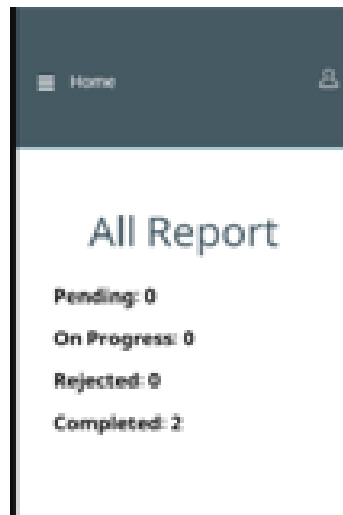 Home
All Report
Pending: 0
On Progress: 0
Rejected: 0
Completed: 2